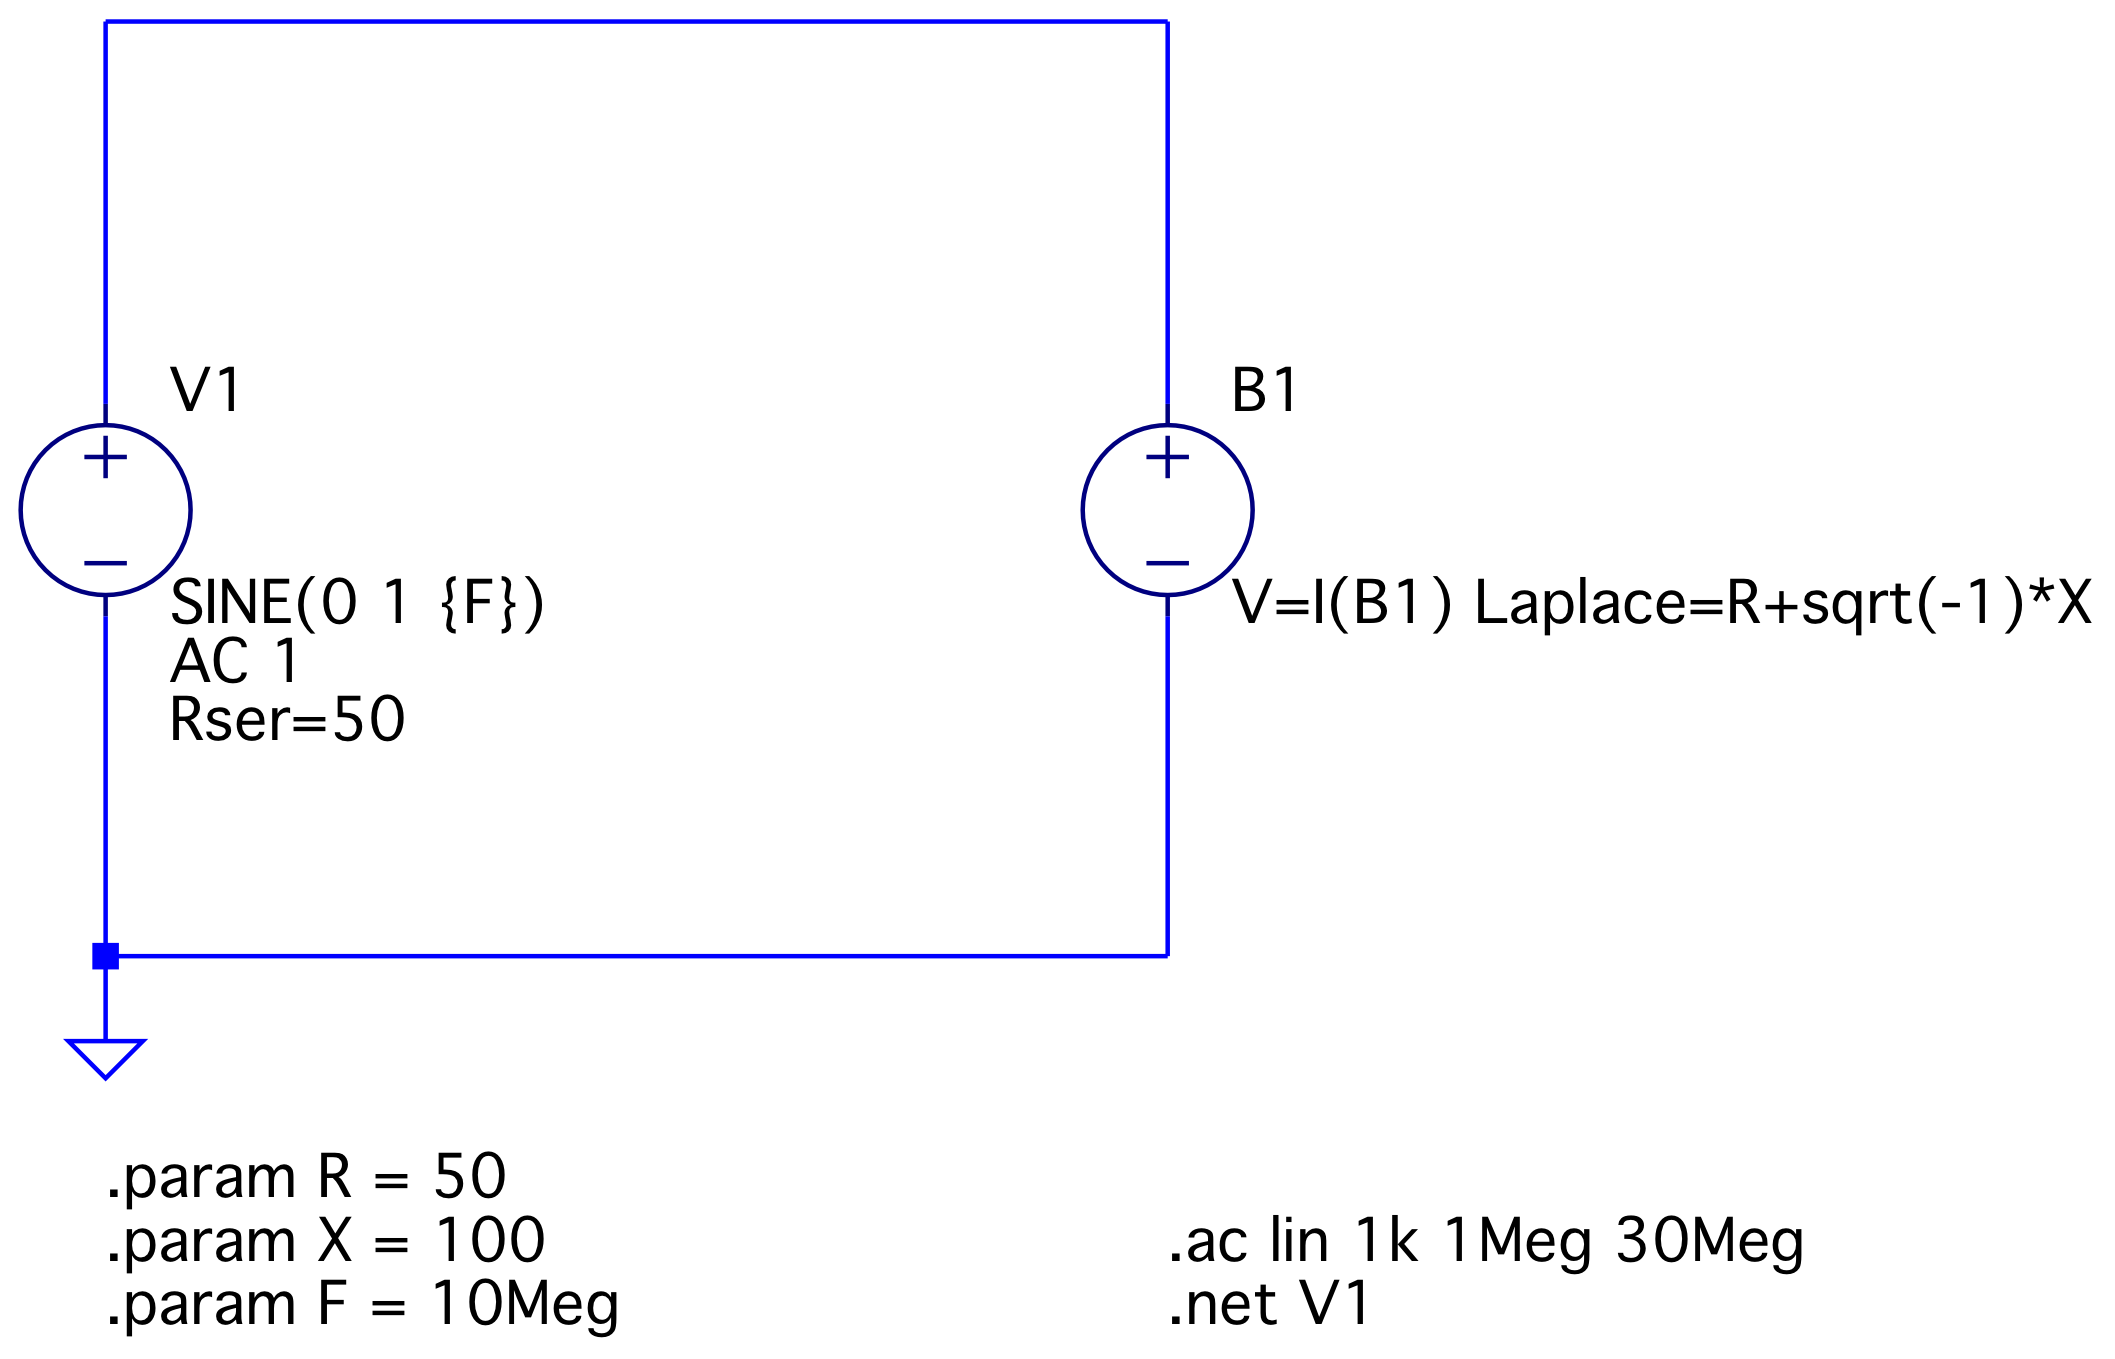 V1
SINE(0 1 {F})
AC 1
Rser=50
B1
V=I(B1) Laplace=R+sqrt(-1)*X
.param R = 50
.param X = 100
.param F = 10Meg
.ac lin 1k 1Meg 30Meg
.net V1